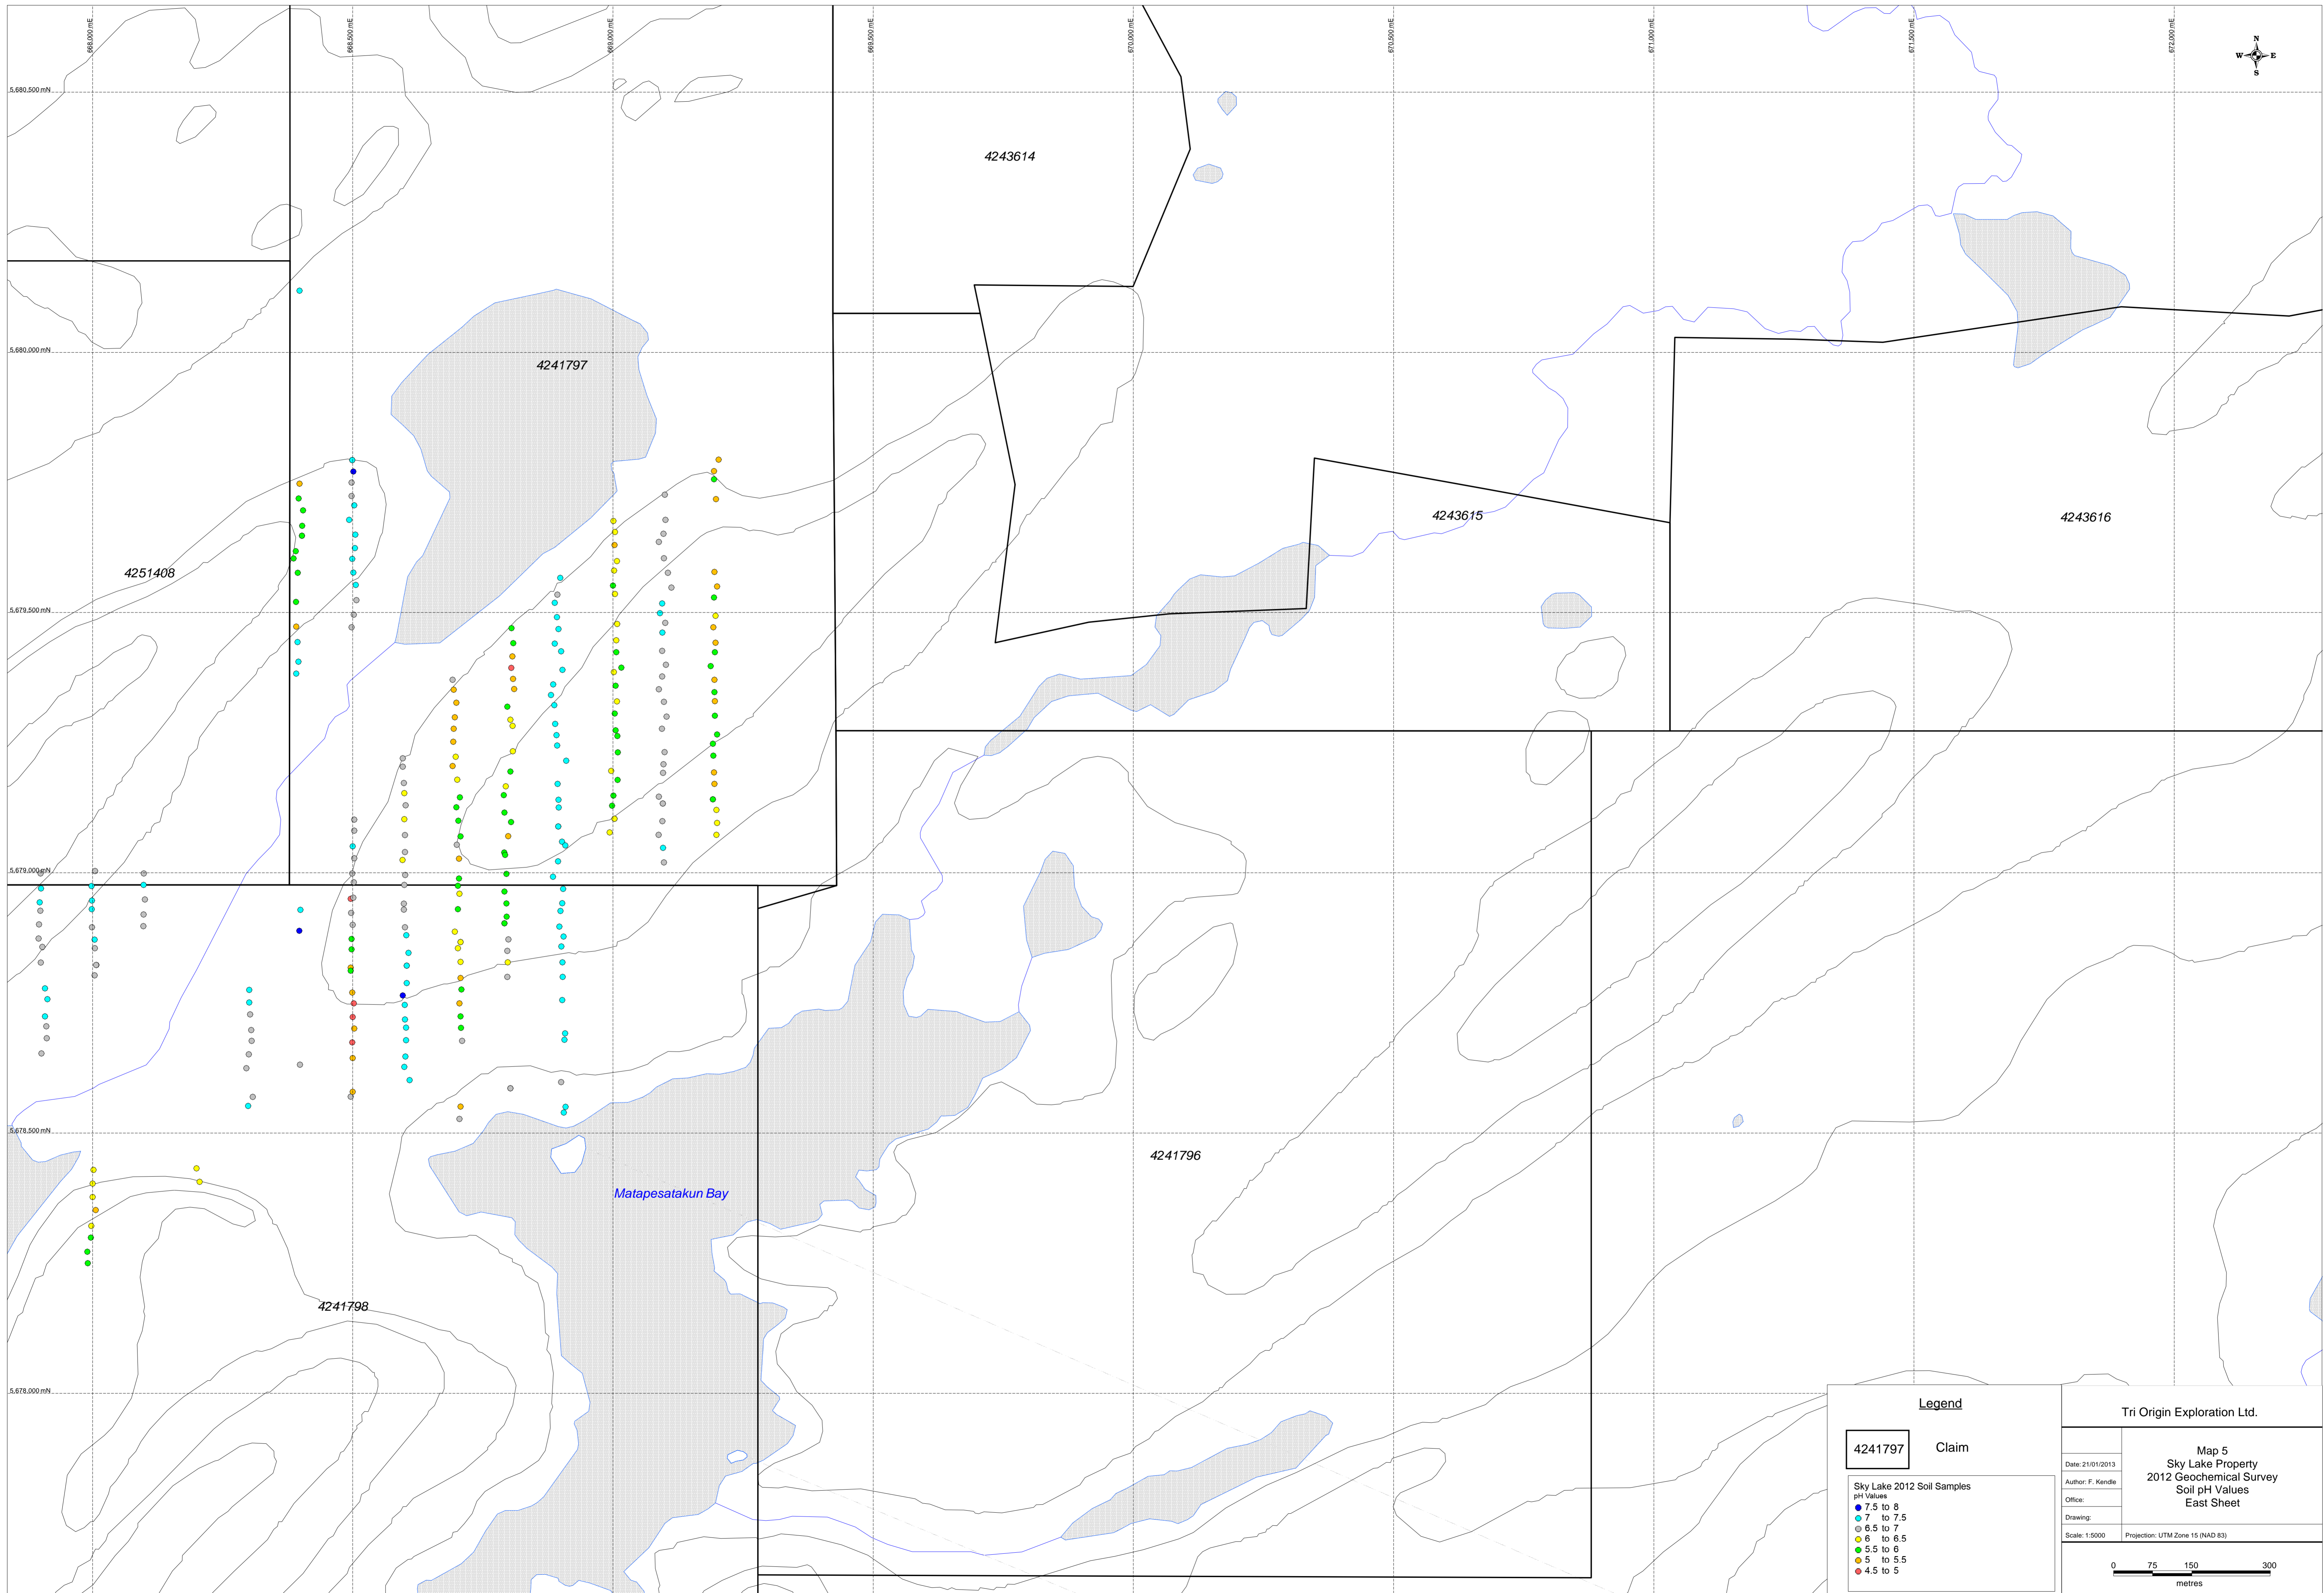 668,000 mE
668,500 mE
669,000 mE
669,500 mE
670,000 mE
670,500 mE
671,000 mE
671,500 mE
672,000 mE
N
W E
S
5,680,500 mN
4243614
5,680,000 mN
4241797
4243615
4243616
4251408
5,679,500 mN
5,679,000 mN
5,678,500 mN
4241796
Matapesatakun Bay
4241798
5,678,000 mN
Legend
4241797 Claim
Sky Lake 2012 Soil Samples
pH Values
7.5 to 8
7 to 7.5
6.5 to 7
6 to 6.5
5.5 to 6
5 to 5.5
4.5 to 5
Tri Origin Exploration Ltd.
Date: 21/01/2013
Author: F. Kendle
Office:
Drawing:
Scale: 1:5000
Map 5
Sky Lake Property
2012 Geochemical Survey
Soil pH Values
East Sheet
Projection: UTM Zone 15 (NAD 83)
0 75 150 300
metres